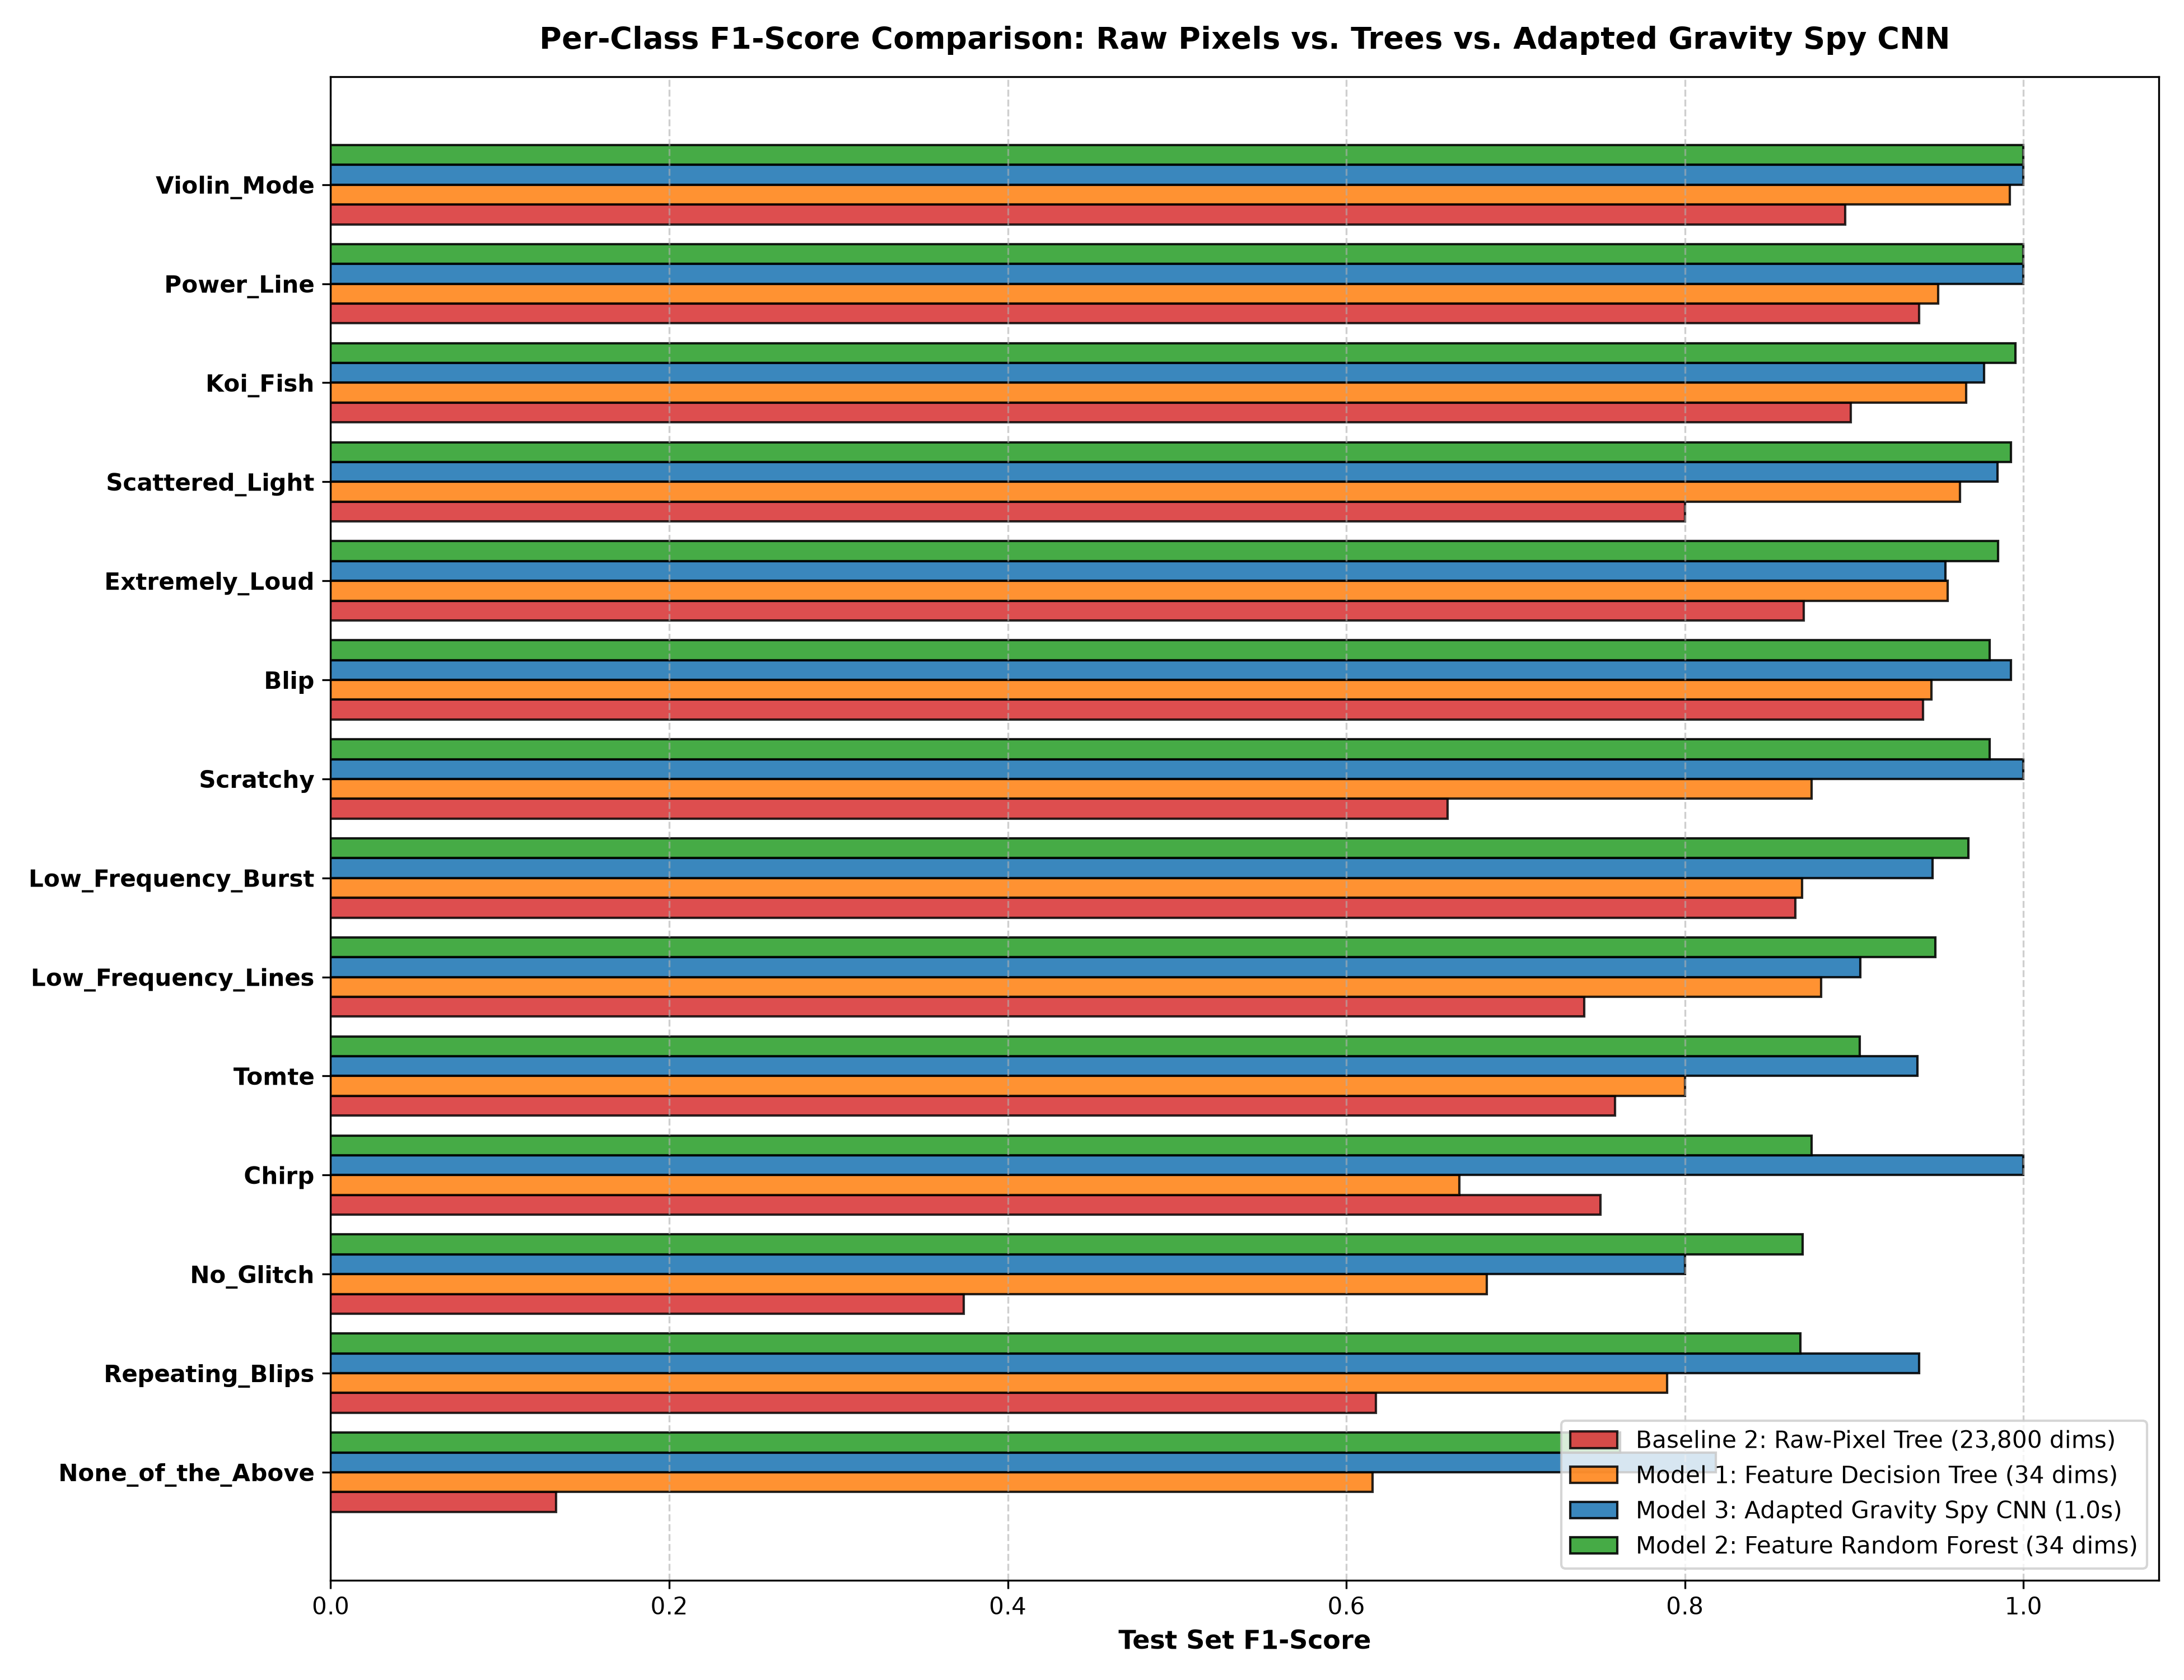 Per-Class F1-Score Comparison: Raw Pixels vs. Trees vs. Adapted Gravity Spy CNN
Violin_Mode
Power_Line
Koi_Fish
Scattered_Light
Extremely_Loud
Blip
Scratchy
Low_Frequency_Burst
Low_Frequency_Lines
Tomte
Chirp
No_Glitch
Repeating_Blips
None_of_the_Above
Baseline 2: Raw-Pixel Tree (23,800 dims)
Model 1: Feature Decision Tree (34 dims)
Model 3: Adapted Gravity Spy CNN (1.0s)
Model 2: Feature Random Forest (34 dims)
0.0 0.2 0.4 0.6 0.8 1.0
Test Set F1-Score